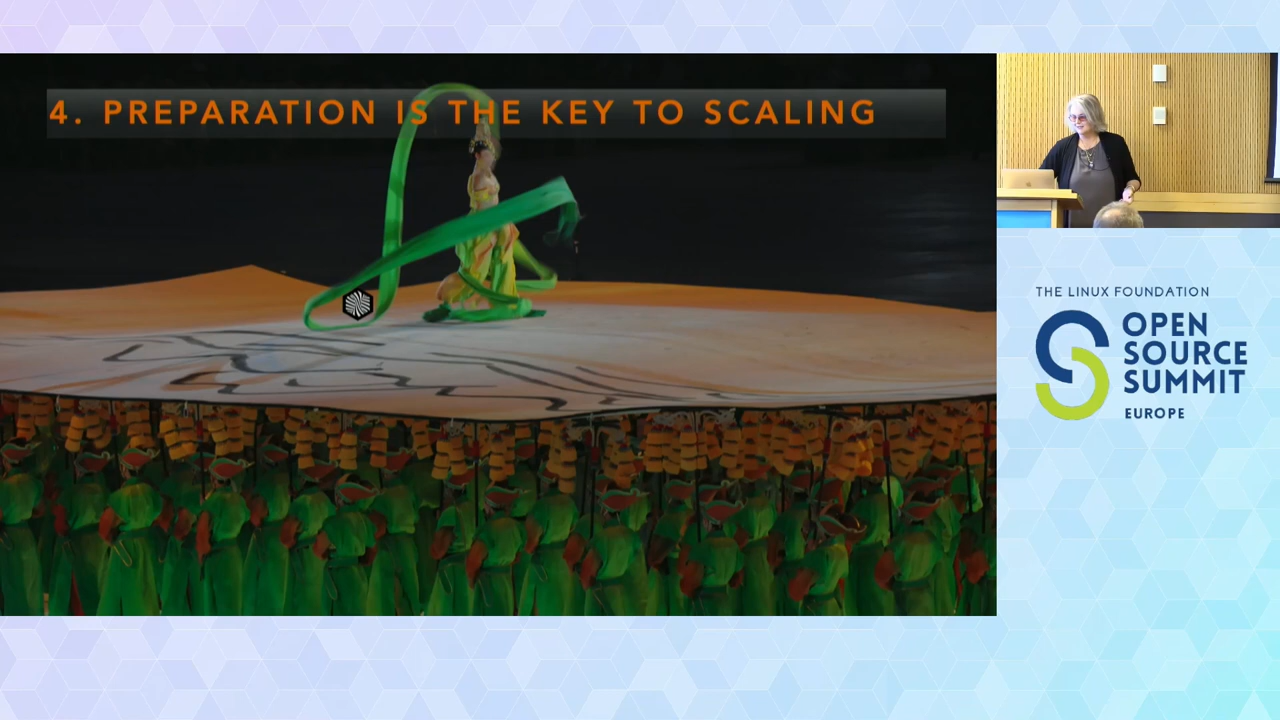 4. PREPARATION IS THE KEY TO SCALING
THE LINUX FOUNDATION
OPEN
SOURCE
SUMMIT
EUROPE